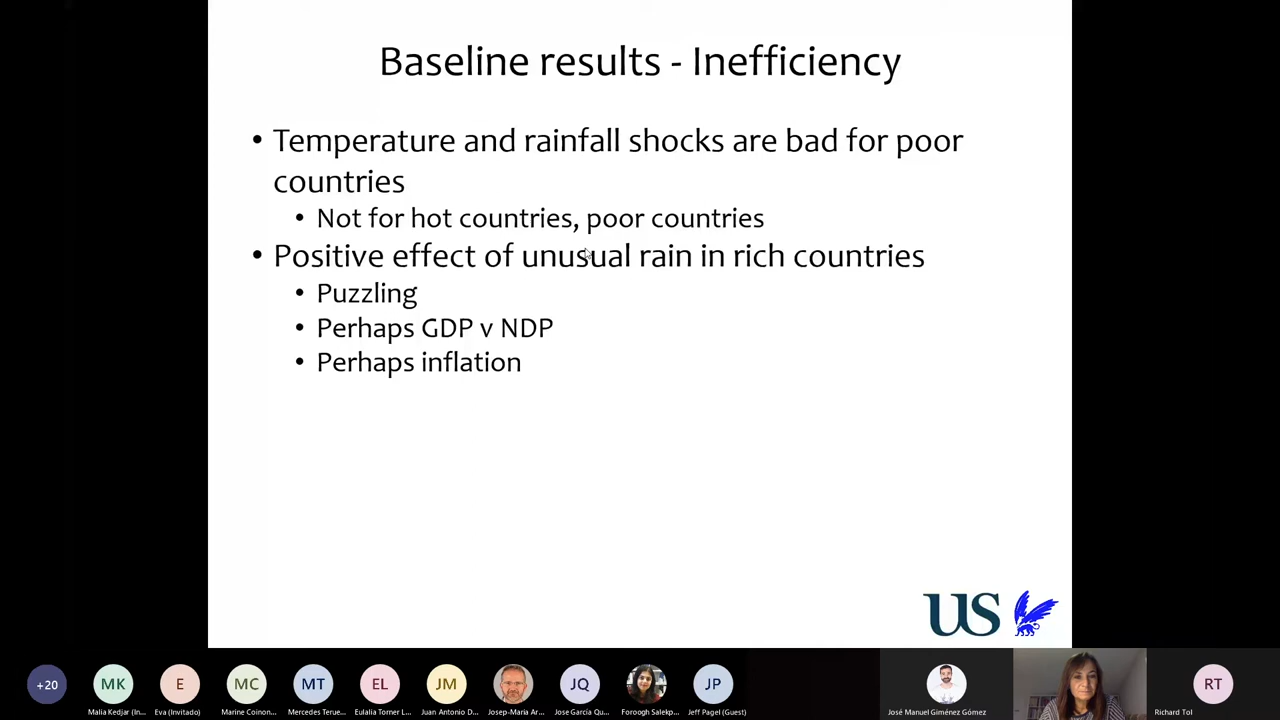 Baseline results - Inefficiency
• Temperature and rainfall shocks are bad for poor
countries
• Not for hot countries, poor countries
• Positive effect of unusual rain in rich countries
• Puzzling
• Perhaps GDP v NDP
• Perhaps inflation
US
+20
MK
E
MC
MT
EL
JM
JQ
JP
RT
Malia Kedjar (In...
Eva (Invitado)
Marine Coinon...
Mercedes Terue...
Eulalia Torner L...
Juan Antonio D...
Josep-Maria Ar...
Jose García Qu...
Foroogh Salekp...
Jeff Pagel (Guest)
José Manuel Giménez Gómez
Richard Tol